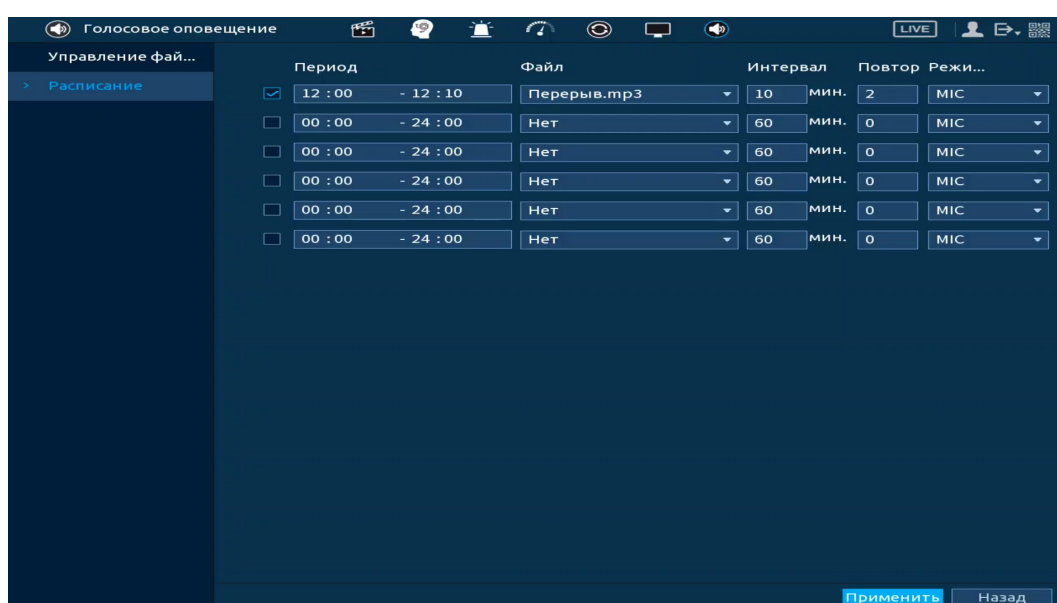 Голосовое оповещение LIVE
Управление фай...
> Расписание
Период Файл Интервал Повтор Режи...
12 : 00 - 12 : 10 Перерыв.mp3 10 мин. 2 MIC
00 : 00 - 24 : 00 Нет 60 мин. 0 MIC
00 : 00 - 24 : 00 Нет 60 мин. 0 MIC
00 : 00 - 24 : 00 Нет 60 мин. 0 MIC
00 : 00 - 24 : 00 Нет 60 мин. 0 MIC
00 : 00 - 24 : 00 Нет 60 мин. 0 MIC
Применить Назад